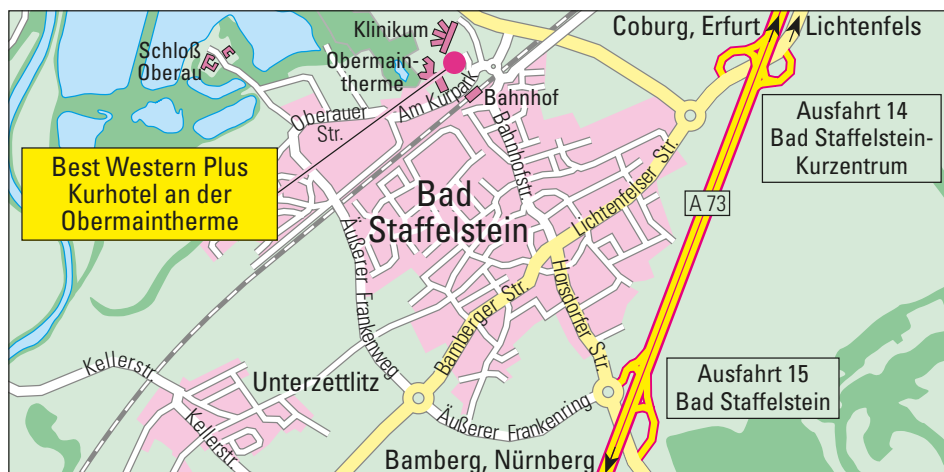 Klinikum
Coburg, Erfurt
Lichtenfels
Schloß
Oberau
Obermain-
therme
Am Kurpark
Bahnhof
Oberauer
Str.
Bahnhofstr.
Ausfahrt 14
Bad Staffelstein-
Kurzentrum
Best Western Plus
Kurhotel an der
Obermaintherme
Bad
Staffelstein
Lichtenfelser Str.
A 73
Äußerer Frankenweg
Bamberger Str.
Horsdorfer Str.
Kellerstr.
Unterzettlitz
Ausfahrt 15
Bad Staffelstein
Kellerstr.
Äußerer Frankenring
Bamberg, Nürnberg